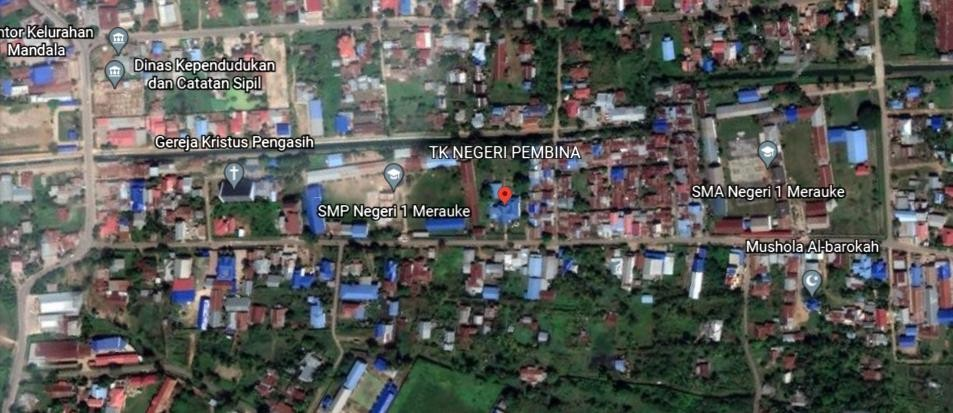 ntor Kelurahan
Mandala
Dinas Kependudukan
dan Catatan Sipil
Gereja Kristus Pengasih
TK NEGERI PEMBINA
SMP Negeri 1 Merauke
SMA Negeri 1 Merauke
Mushola Al-barokah